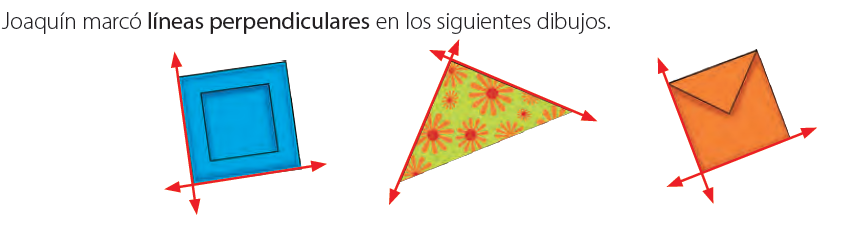 Joaquín marcó líneas perpendiculares en los siguientes dibujos.